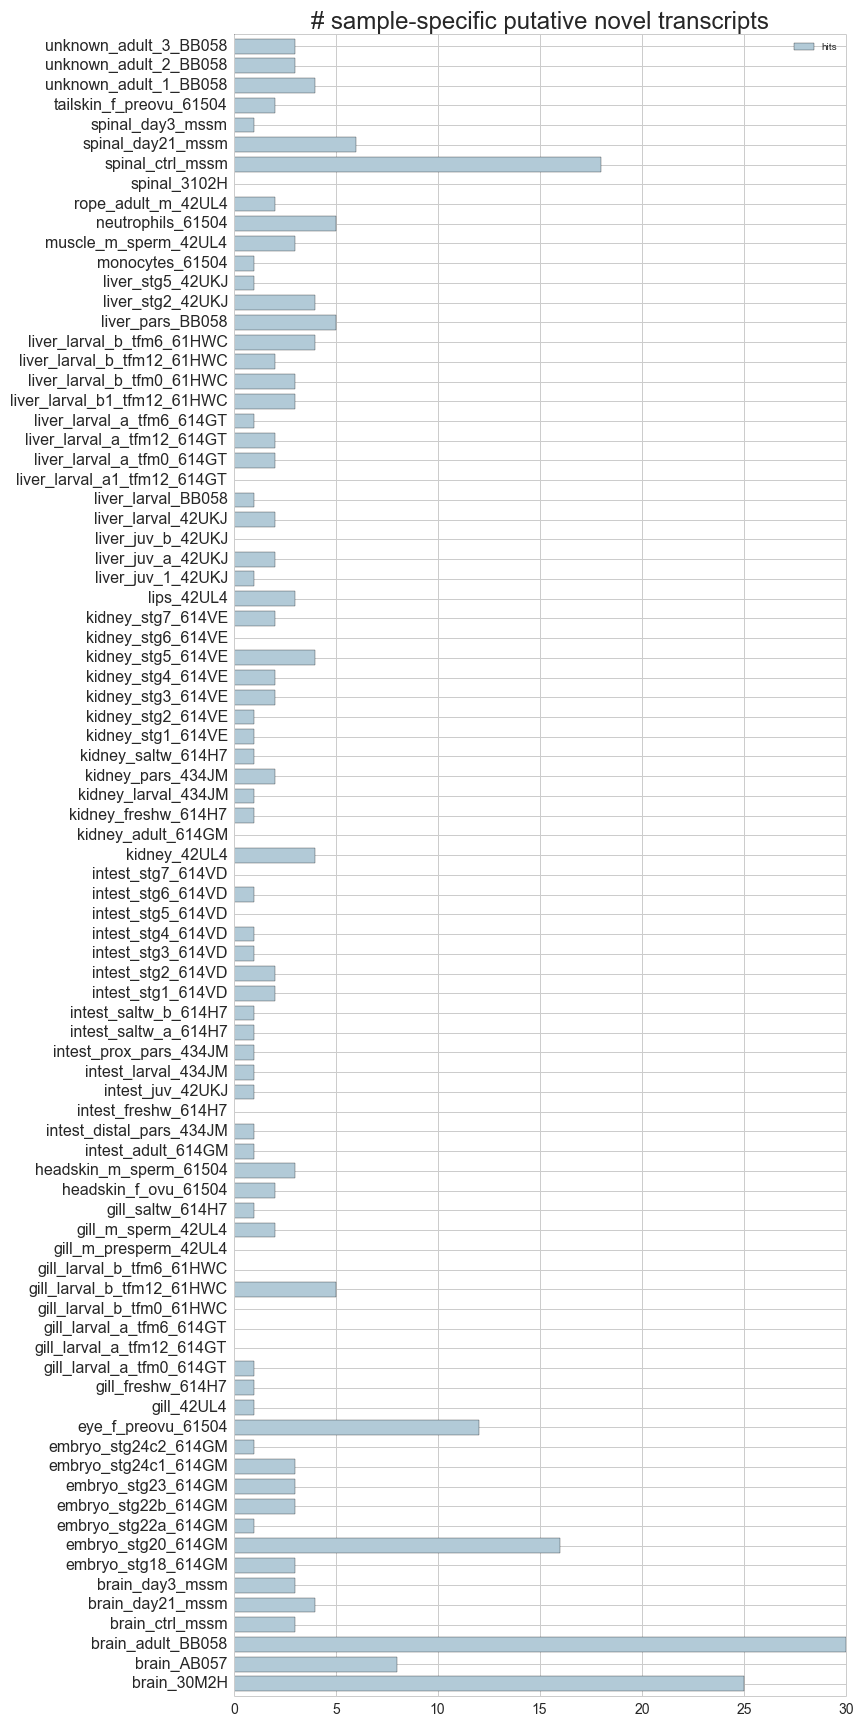 # sample-specific putative novel transcripts
hits
unknown_adult_3_BB058
unknown_adult_2_BB058
unknown_adult_1_BB058
tailskin_f_preovu_61504
spinal_day3_mssm
spinal_day21_mssm
spinal_ctrl_mssm
spinal_3102H
rope_adult_m_42UL4
neutrophils_61504
muscle_m_sperm_42UL4
monocytes_61504
liver_stg5_42UKJ
liver_stg2_42UKJ
liver_pars_BB058
liver_larval_b_tfm6_61HWC
liver_larval_b_tfm12_61HWC
liver_larval_b_tfm0_61HWC
liver_larval_b1_tfm12_61HWC
liver_larval_a_tfm6_614GT
liver_larval_a_tfm12_614GT
liver_larval_a_tfm0_614GT
liver_larval_a1_tfm12_614GT
liver_larval_BB058
liver_larval_42UKJ
liver_juv_b_42UKJ
liver_juv_a_42UKJ
liver_juv_1_42UKJ
lips_42UL4
kidney_stg7_614VE
kidney_stg6_614VE
kidney_stg5_614VE
kidney_stg4_614VE
kidney_stg3_614VE
kidney_stg2_614VE
kidney_stg1_614VE
kidney_saltw_614H7
kidney_pars_434JM
kidney_larval_434JM
kidney_freshw_614H7
kidney_adult_614GM
kidney_42UL4
intest_stg7_614VD
intest_stg6_614VD
intest_stg5_614VD
intest_stg4_614VD
intest_stg3_614VD
intest_stg2_614VD
intest_stg1_614VD
intest_saltw_b_614H7
intest_saltw_a_614H7
intest_prox_pars_434JM
intest_larval_434JM
intest_juv_42UKJ
intest_freshw_614H7
intest_distal_pars_434JM
intest_adult_614GM
headskin_m_sperm_61504
headskin_f_ovu_61504
gill_saltw_614H7
gill_m_sperm_42UL4
gill_m_presperm_42UL4
gill_larval_b_tfm6_61HWC
gill_larval_b_tfm12_61HWC
gill_larval_b_tfm0_61HWC
gill_larval_a_tfm6_614GT
gill_larval_a_tfm12_614GT
gill_larval_a_tfm0_614GT
gill_freshw_614H7
gill_42UL4
eye_f_preovu_61504
embryo_stg24c2_614GM
embryo_stg24c1_614GM
embryo_stg23_614GM
embryo_stg22b_614GM
embryo_stg22a_614GM
embryo_stg20_614GM
embryo_stg18_614GM
brain_day3_mssm
brain_day21_mssm
brain_ctrl_mssm
brain_adult_BB058
brain_AB057
brain_30M2H
0 5 10 15 20 25 30